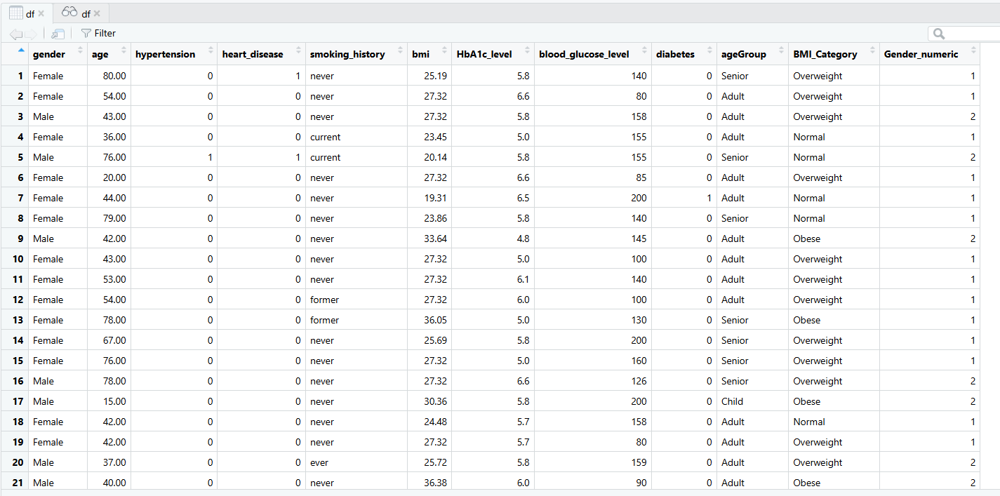 df df
Filter
gender age hypertension heart_disease smoking_history bmi HbA1c_level blood_glucose_level diabetes ageGroup BMI_Category Gender_numeric
1 Female 80.00 0 1 never 25.19 5.8 140 0 Senior Overweight 1
2 Female 54.00 0 0 never 27.32 6.6 80 0 Adult Overweight 1
3 Male 43.00 0 0 never 27.32 5.8 158 0 Adult Overweight 2
4 Female 36.00 0 0 current 23.45 5.0 155 0 Adult Normal 1
5 Male 76.00 1 1 current 20.14 5.8 155 0 Senior Normal 2
6 Female 20.00 0 0 never 27.32 6.6 85 0 Adult Overweight 1
7 Female 44.00 0 0 never 19.31 6.5 200 1 Adult Normal 1
8 Female 79.00 0 0 never 23.86 5.8 140 0 Senior Normal 1
9 Male 42.00 0 0 never 33.64 4.8 145 0 Adult Obese 2
10 Female 43.00 0 0 never 27.32 5.0 100 0 Adult Overweight 1
11 Female 53.00 0 0 never 27.32 6.1 140 0 Adult Overweight 1
12 Female 54.00 0 0 former 27.32 6.0 100 0 Adult Overweight 1
13 Female 78.00 0 0 former 36.05 5.0 130 0 Senior Obese 1
14 Female 67.00 0 0 never 25.69 5.8 200 0 Senior Overweight 1
15 Female 76.00 0 0 never 27.32 5.0 160 0 Senior Overweight 1
16 Male 78.00 0 0 never 27.32 6.6 126 0 Senior Overweight 2
17 Male 15.00 0 0 never 30.36 5.8 200 0 Child Obese 2
18 Female 42.00 0 0 never 24.48 5.7 158 0 Adult Normal 1
19 Female 42.00 0 0 never 27.32 5.7 80 0 Adult Overweight 1
20 Male 37.00 0 0 ever 25.72 5.8 159 0 Adult Overweight 2
21 Male 40.00 0 0 never 36.38 6.0 90 0 Adult Obese 2